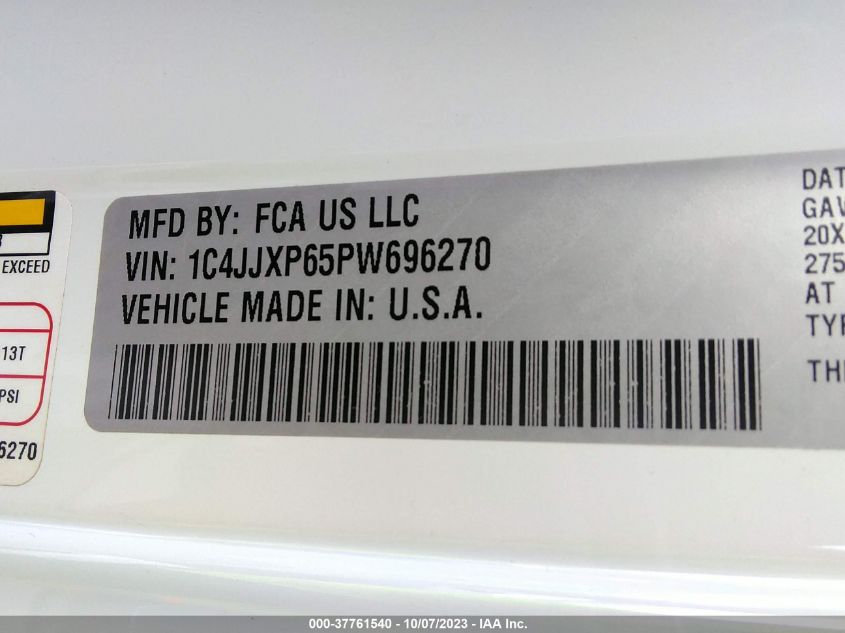 MFD BY: FCA US LLC
VIN: 1C4JJXP65PW696270
VEHICLE MADE IN: U.S.A.
EXCEED
13T
PSI
6270
DAT
GAV
20X
275
AT
TYP
THI
000-37761540 - 10/07/2023 - IAA Inc.